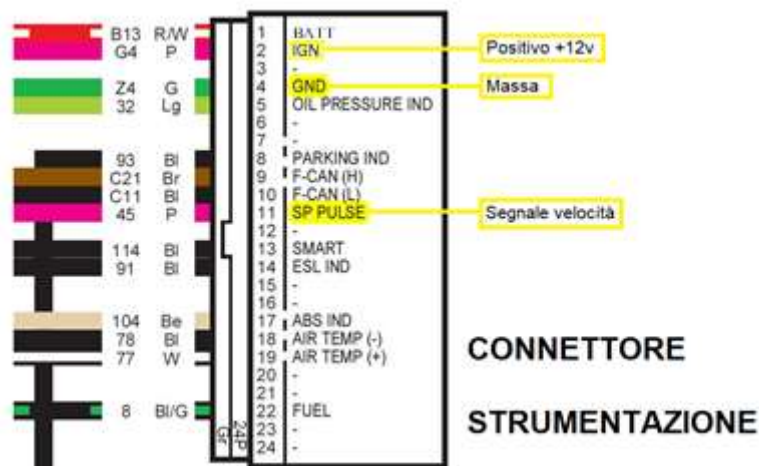 B13 R/W 1 BATT
G4 P 2 IGN Positivo +12v
3 -
Z4 G 4 GND Massa
32 Lg 5 OIL PRESSURE IND
6 -
7 -
93 Bl 8 PARKING IND
C21 Br 9 F-CAN (H)
C11 Bl 10 F-CAN (L)
45 P 11 SP PULSE Segnale velocità
12 -
114 Bl 13 SMART
91 Bl 14 ESL IND
15 -
16 -
104 Be 17 ABS IND
78 Bl 18 AIR TEMP (-)
77 W 19 AIR TEMP (+)
20 -
21 -
8 Bl/G 22 FUEL
23 -
24 -
24P
Gr
CONNETTORE
STRUMENTAZIONE